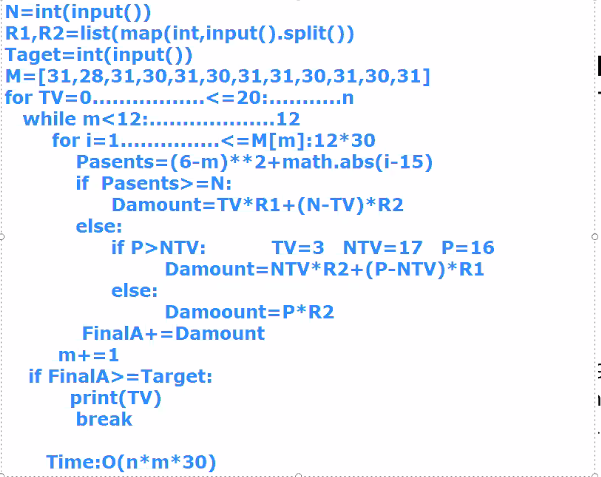 N=int(input())
R1,R2=list(map(int,input().split())
Taget=int(input())
M=[31,28,31,30,31,30,31,31,30,31,30,31]
for TV=0.................<=20:...........n
while m<12:...................12
for i=1...............<=M[m]:12*30
Pasents=(6-m)**2+math.abs(i-15)
if Pasents>=N:
Damount=TV*R1+(N-TV)*R2
else:
if P>NTV: TV=3 NTV=17 P=16
Damount=NTV*R2+(P-NTV)*R1
else:
Damoount=P*R2
FinalA+=Damount
m+=1
if FinalA>=Target:
print(TV)
break
Time:O(n*m*30)